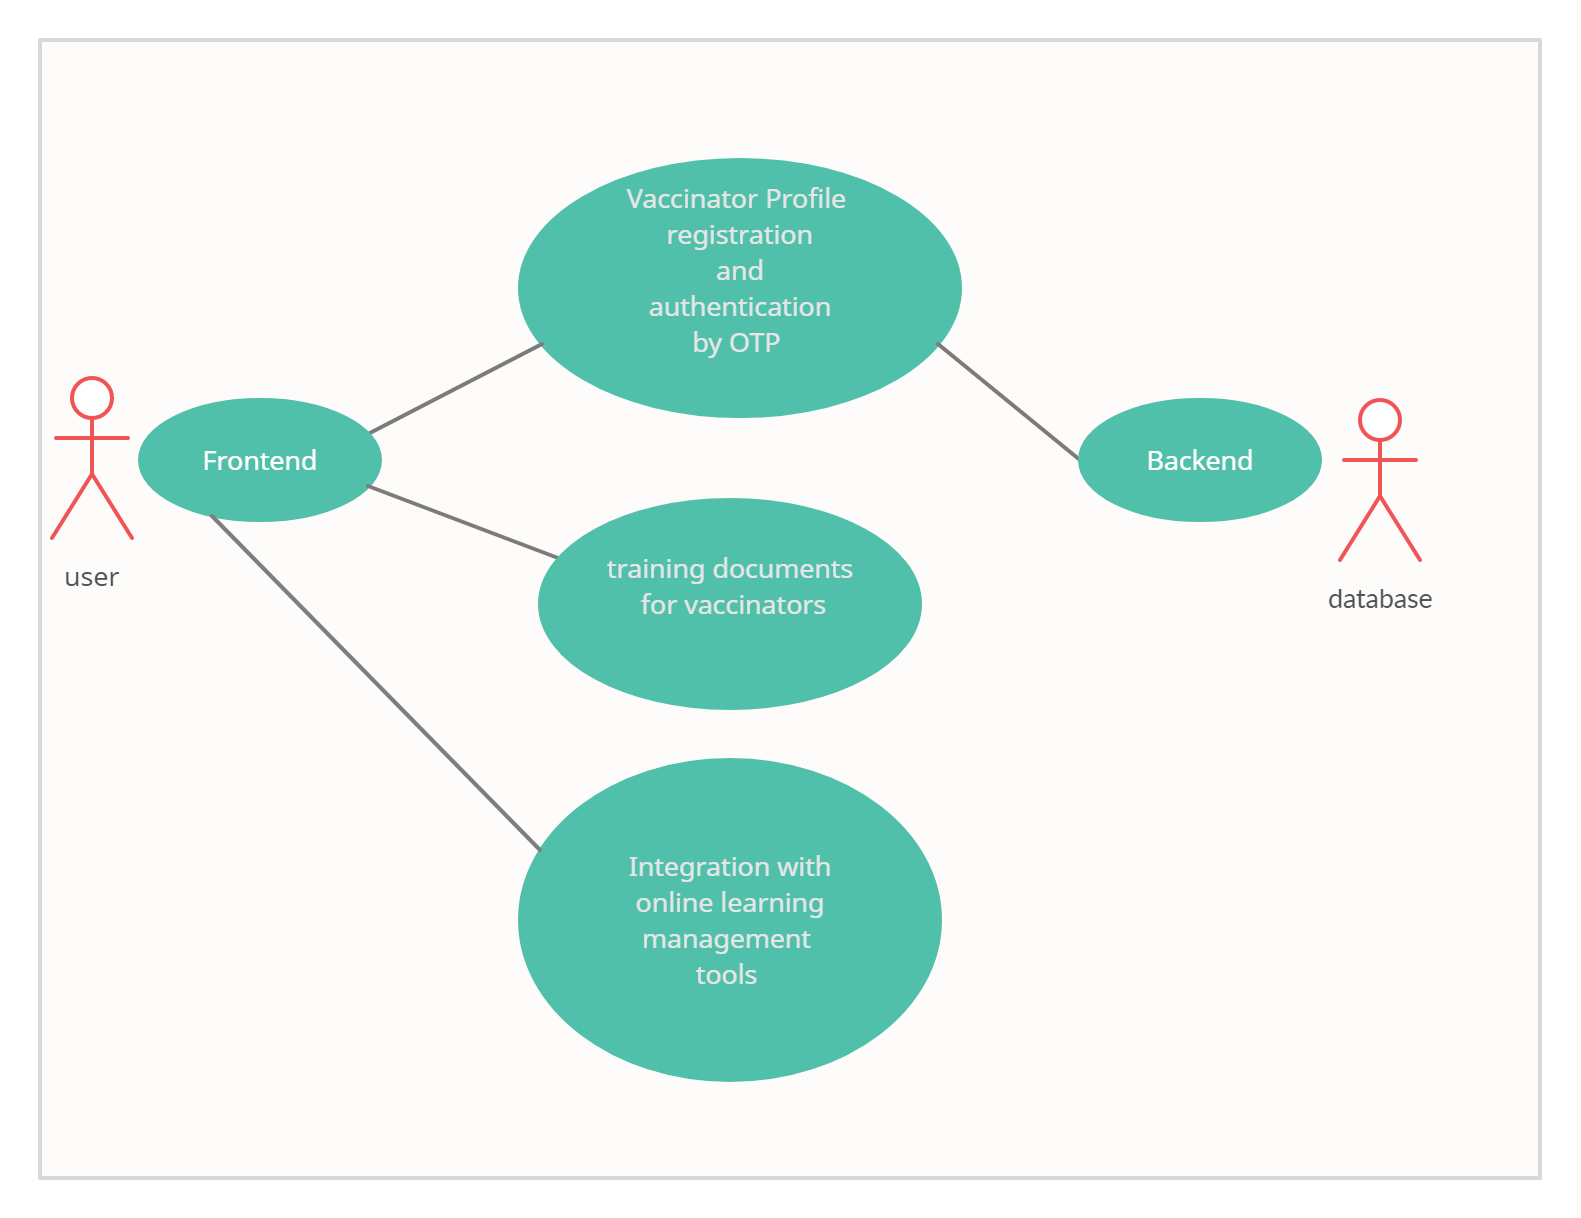 Vaccinator Profile
registration
and
authentication
by OTP
Frontend
Backend
user
database
training documents
for vaccinators
Integration with
online learning
management
tools